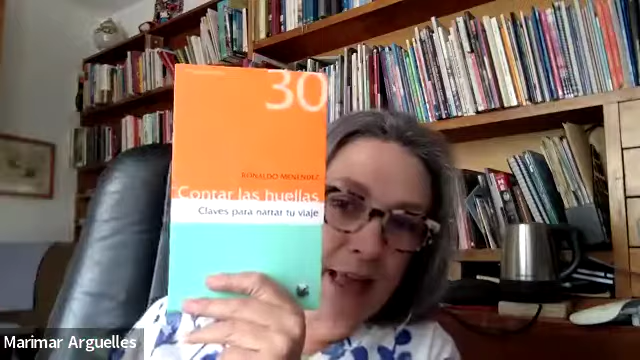 30
RONALDO MENÉNDEZ
Contar las huellas
Claves para narrar tu viaje
Marimar Arguelles